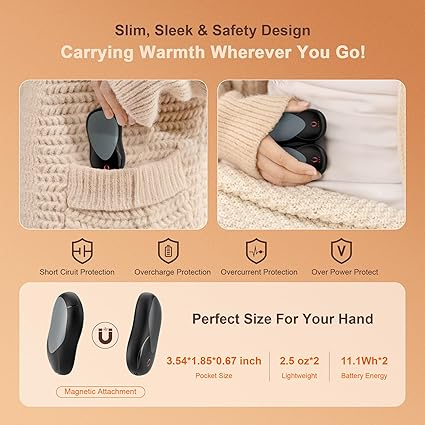 Slim, Sleek & Safety Design
Carrying Warmth Wherever You Go!
Short Ciruit Protection
Overcharge Protection
Overcurrent Protection
V
Over Power Protect
Perfect Size For Your Hand
3.54*1.85*0.67 inch
Pocket Size
2.5 oz*2
Lightweight
11.1Wh*2
Battery Energy
Magnetic Attachment